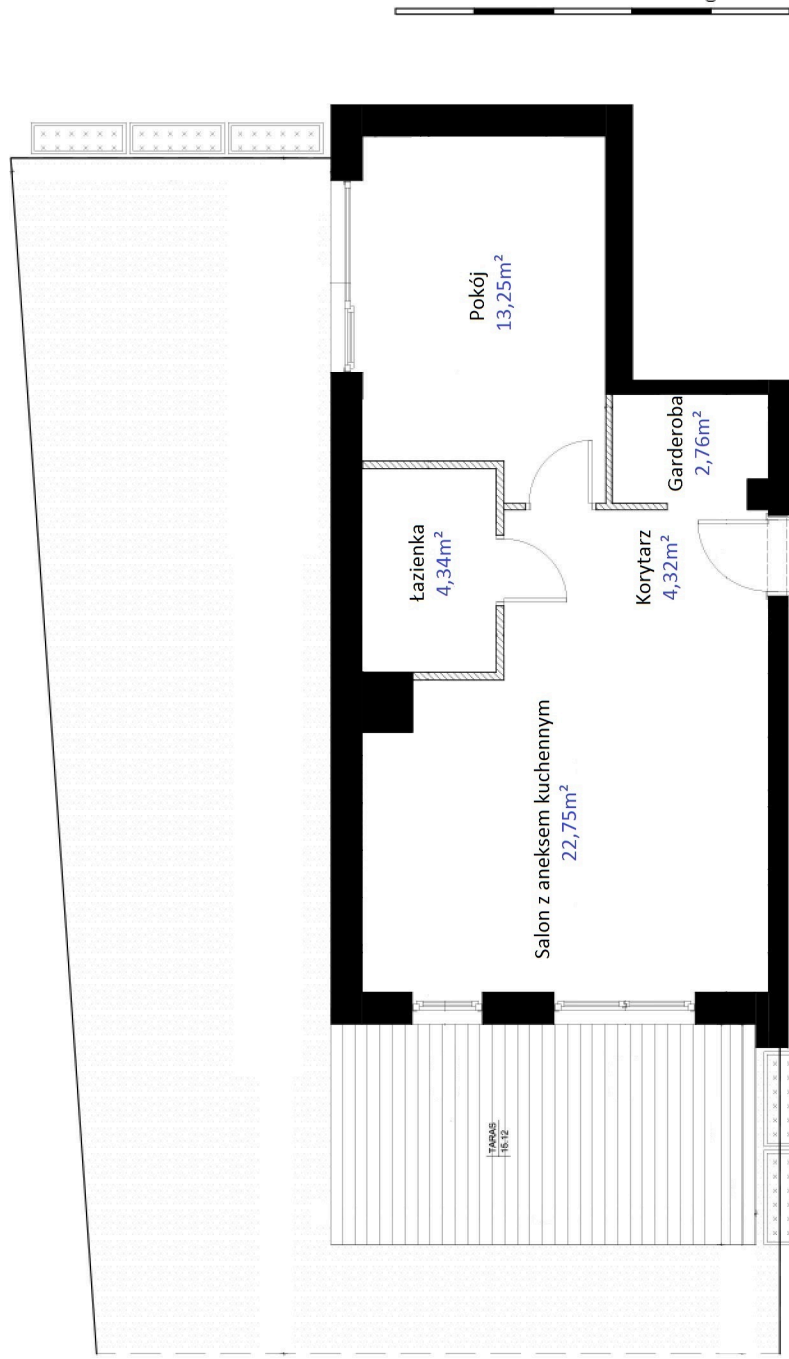 Pokój
13,25m²
Garderoba
2,76m²
Łazienka
4,34m²
Korytarz
4,32m²
Salon z aneksem kuchennym
22,75m²
TARAS
15.12